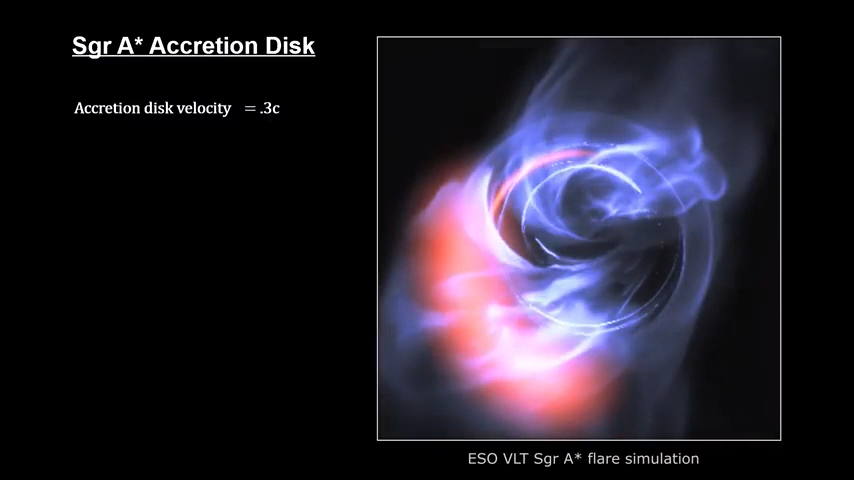 Sgr A* Accretion Disk
Accretion disk velocity = .3c
ESO VLT Sgr A* flare simulation